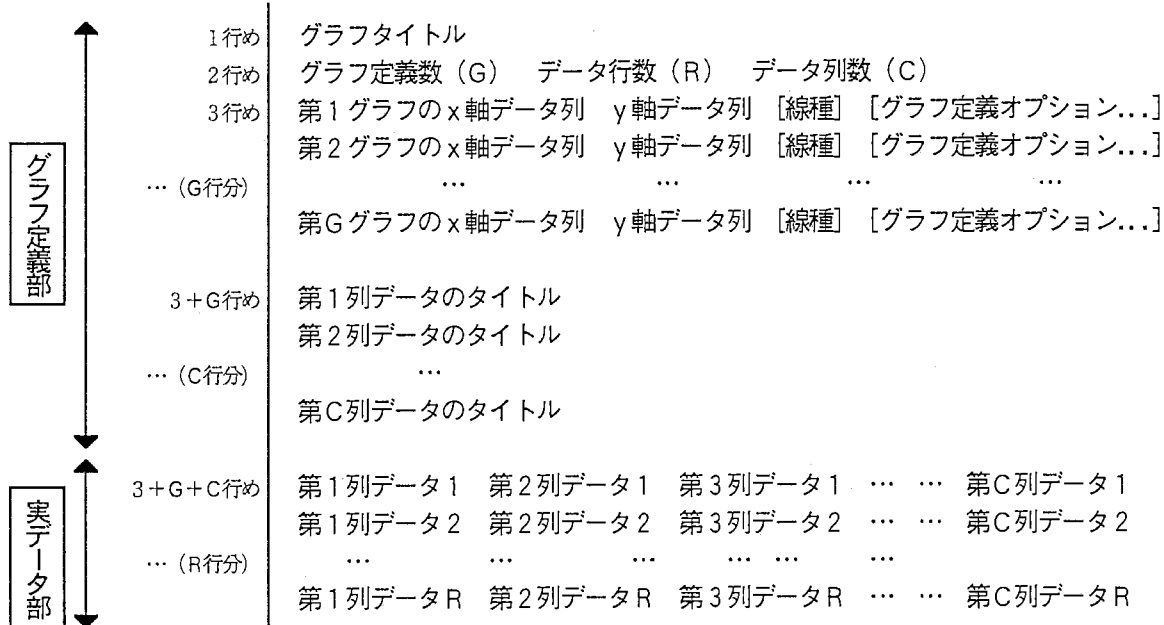 グラフ定義部
1行め グラフタイトル
2行め グラフ定義数（G） データ行数（R） データ列数（C）
3行め 第1グラフのx軸データ列 y軸データ列 [線種] [グラフ定義オプション...]
第2グラフのx軸データ列 y軸データ列 [線種] [グラフ定義オプション...]
…（G行分） … … … …
第Gグラフのx軸データ列 y軸データ列 [線種] [グラフ定義オプション...]
3＋G行め 第1列データのタイトル
第2列データのタイトル
…（C行分） …
第C列データのタイトル
実データ部
3＋G＋C行め 第1列データ1 第2列データ1 第3列データ1 … … 第C列データ1
第1列データ2 第2列データ2 第3列データ2 … … 第C列データ2
…（R行分） … … … … … …
第1列データR 第2列データR 第3列データR … … 第C列データR